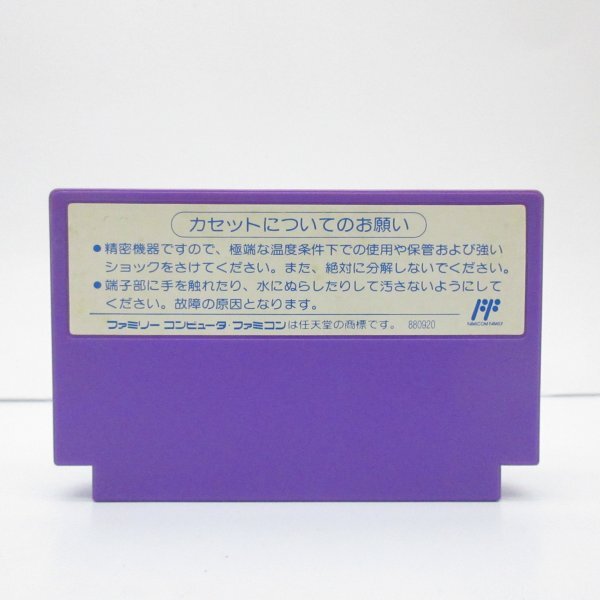 カセットについてのお願い
●精密機器ですので、極端な温度条件下での使用や保管および強い
ショックをさけてください。また、絶対に分解しないでください。
●端子部に手を触れたり、水にぬらしたりして汚さないようにして
ください。故障の原因となります。
FAMICOM FAMILY
ファミリー コンピュータ・ファミコンは任天堂の商標です。 880920